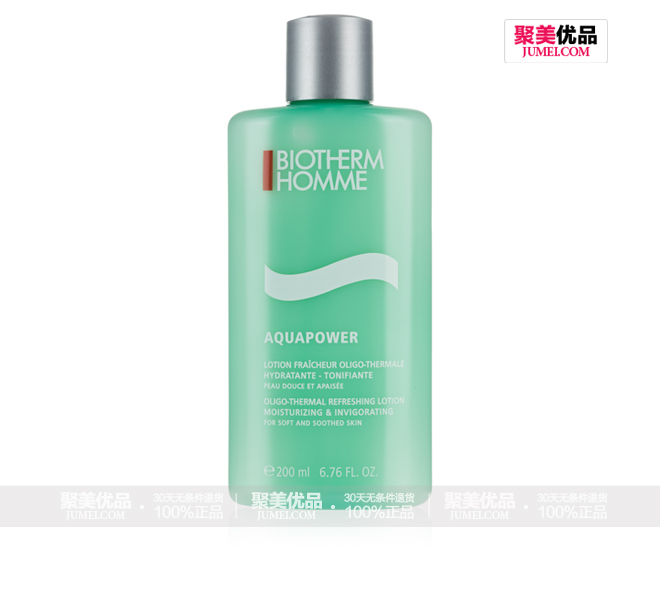 聚美优品
JUMEI.COM
BIOTHERM
HOMME
AQUAPOWER
LOTION FRAÎCHEUR OLIGO-THERMALE
HYDRATANTE - TONIFIANTE
PEAU DOUCE ET APAISÉE
OLIGO-THERMAL REFRESHING LOTION
MOISTURIZING & INVIGORATING
FOR SOFT AND SOOTHED SKIN
℮200 ml 6.76 FL. OZ.
聚美优品 · 30天无条件退货 聚美优品 · 30天无条件退货 聚美优品 · 30天无条件退货
JUMEI.COM 100%正品 JUMEI.COM 100%正品 JUMEI.COM 100%正品